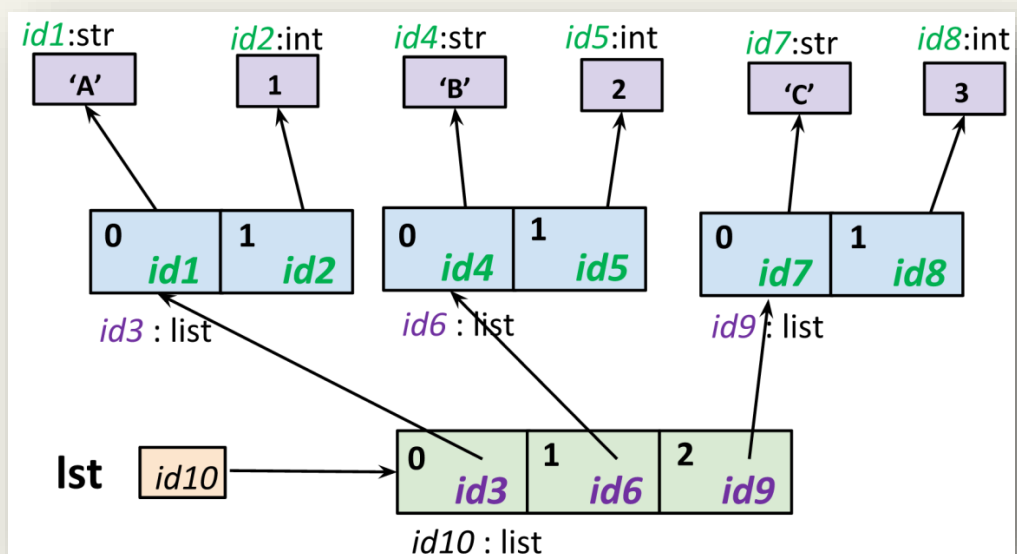 id1:str id2:int id4:str id5:int id7:str id8:int
‘A’ 1 ‘B’ 2 ‘C’ 3
0 id1 1 id2 0 id4 1 id5 0 id7 1 id8
id3 : list id6 : list id9 : list
lst id10 0 id3 1 id6 2 id9
id10 : list